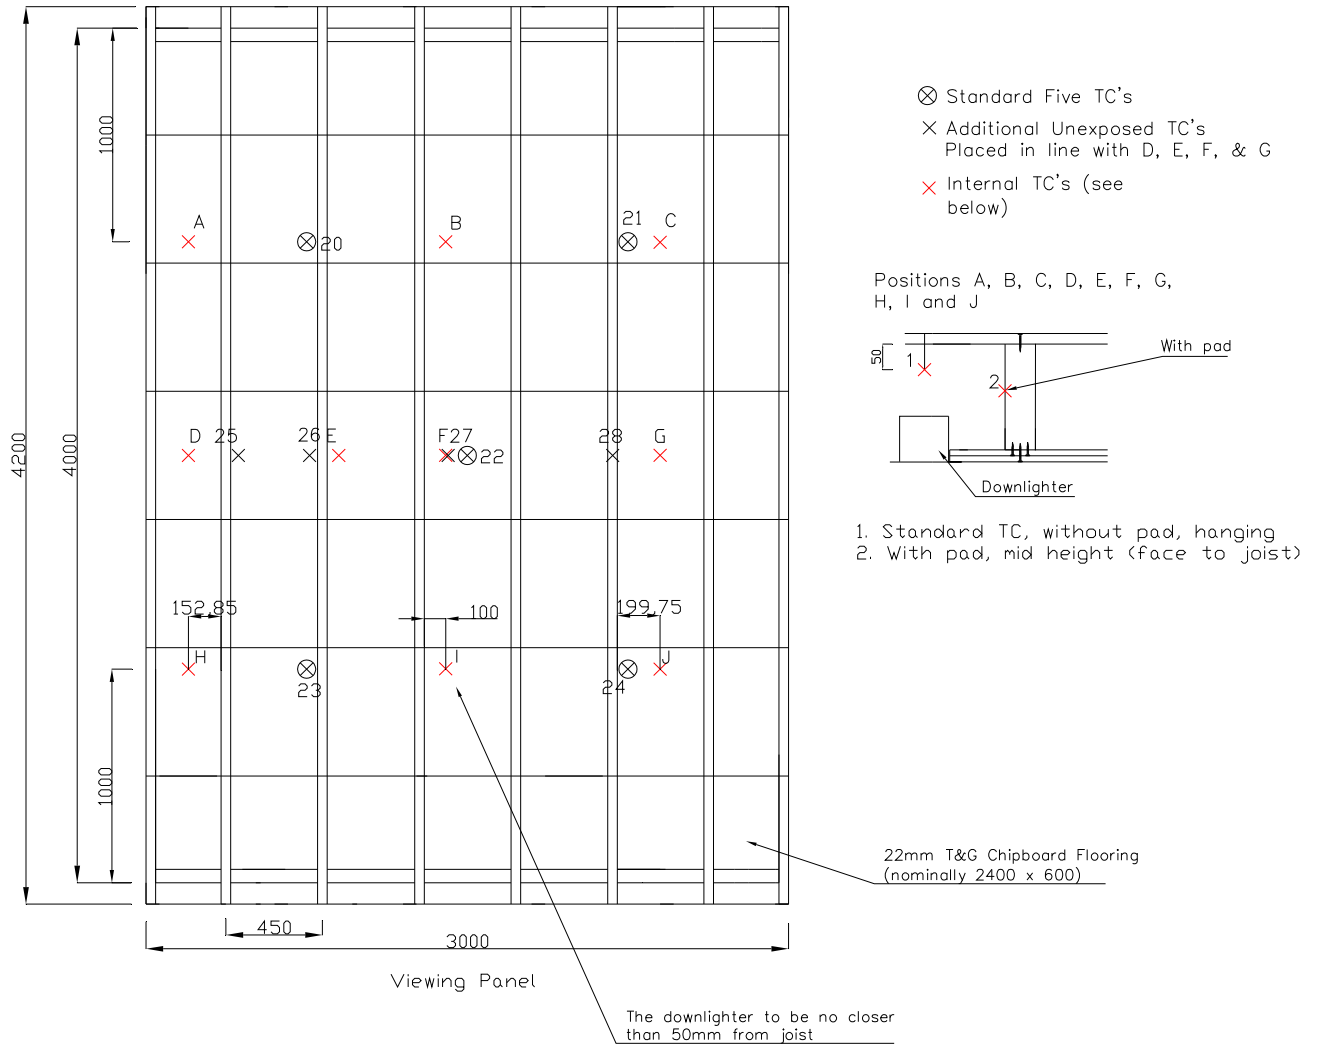 Standard Five TC's
Additional Unexposed TC's
Placed in line with D, E, F, & G
Internal TC's (see
below)
1000
A
20
B
21
C
Positions A, B, C, D, E, F, G,
H, I and J
50
1
2
With pad
Downlighter
4200
4000
D
25
26
E
F
27
22
28
G
1. Standard TC, without pad, hanging
2. With pad, mid height (face to joist)
152,85
100
199,75
H
23
I
24
J
1000
22mm T&G Chipboard Flooring
(nominally 2400 x 600)
450
3000
Viewing Panel
The downlighter to be no closer
than 50mm from joist